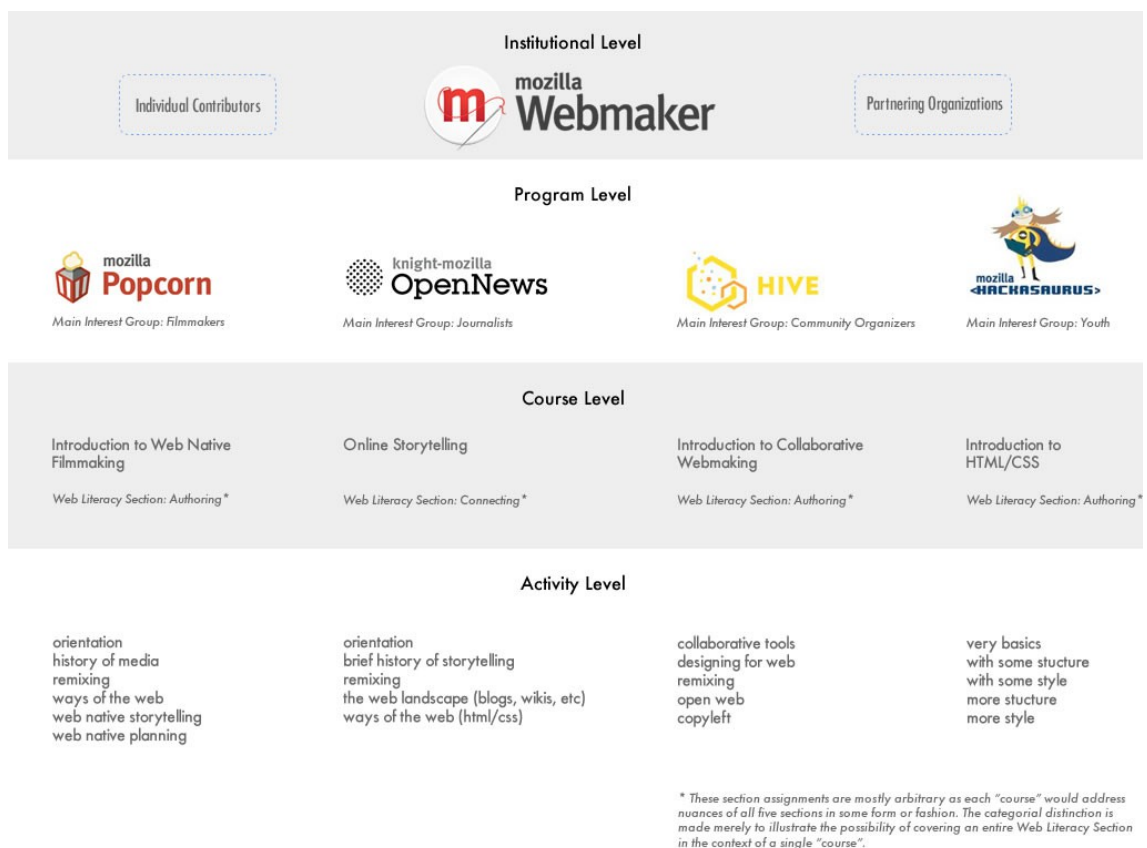 Institutional Level
Individual Contributors
mozilla
Webmaker
Partnering Organizations
Program Level
mozilla
Popcorn
Main Interest Group: Filmmakers
knight-mozilla
OpenNews
Main Interest Group: Journalists
HIVE
Main Interest Group: Community Organizers
mozilla
<HACKASAURUS>
Main Interest Group: Youth
Course Level
Introduction to Web Native
Filmmaking
Web Literacy Section: Authoring*
Online Storytelling
Web Literacy Section: Connecting*
Introduction to Collaborative
Webmaking
Web Literacy Section: Authoring*
Introduction to
HTML/CSS
Web Literacy Section: Authoring*
Activity Level
orientation
history of media
remixing
ways of the web
web native storytelling
web native planning
orientation
brief history of storytelling
remixing
the web landscape (blogs, wikis, etc)
ways of the web (html/css)
collaborative tools
designing for web
remixing
open web
copyleft
very basics
with some stucture
with some style
more stucture
more style
* These section assignments are mostly arbitrary as each “course” would address
nuances of all five sections in some form or fashion. The categorial distinction is
made merely to illustrate the possibility of covering an entire Web Literacy Section
in the context of a single “course”.